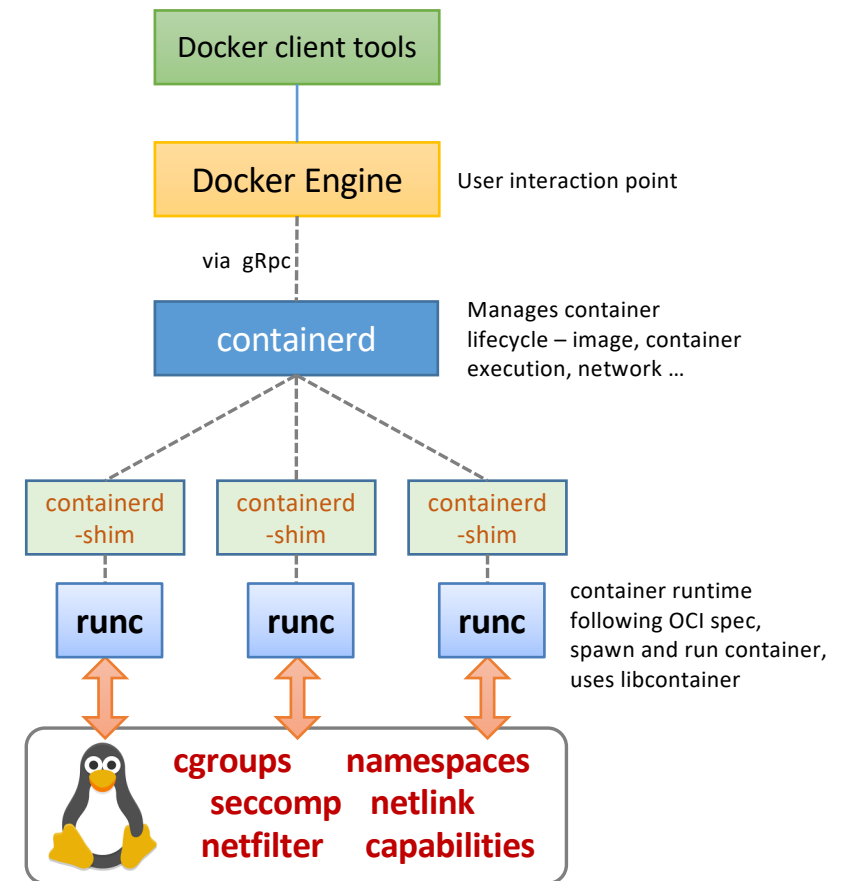 Docker client tools
Docker Engine
User interaction point
via gRpc
containerd
Manages container
lifecycle – image, container
execution, network …
containerd
-shim
containerd
-shim
containerd
-shim
runc
runc
runc
container runtime
following OCI spec,
spawn and run container,
uses libcontainer
cgroups namespaces
seccomp netlink
netfilter capabilities